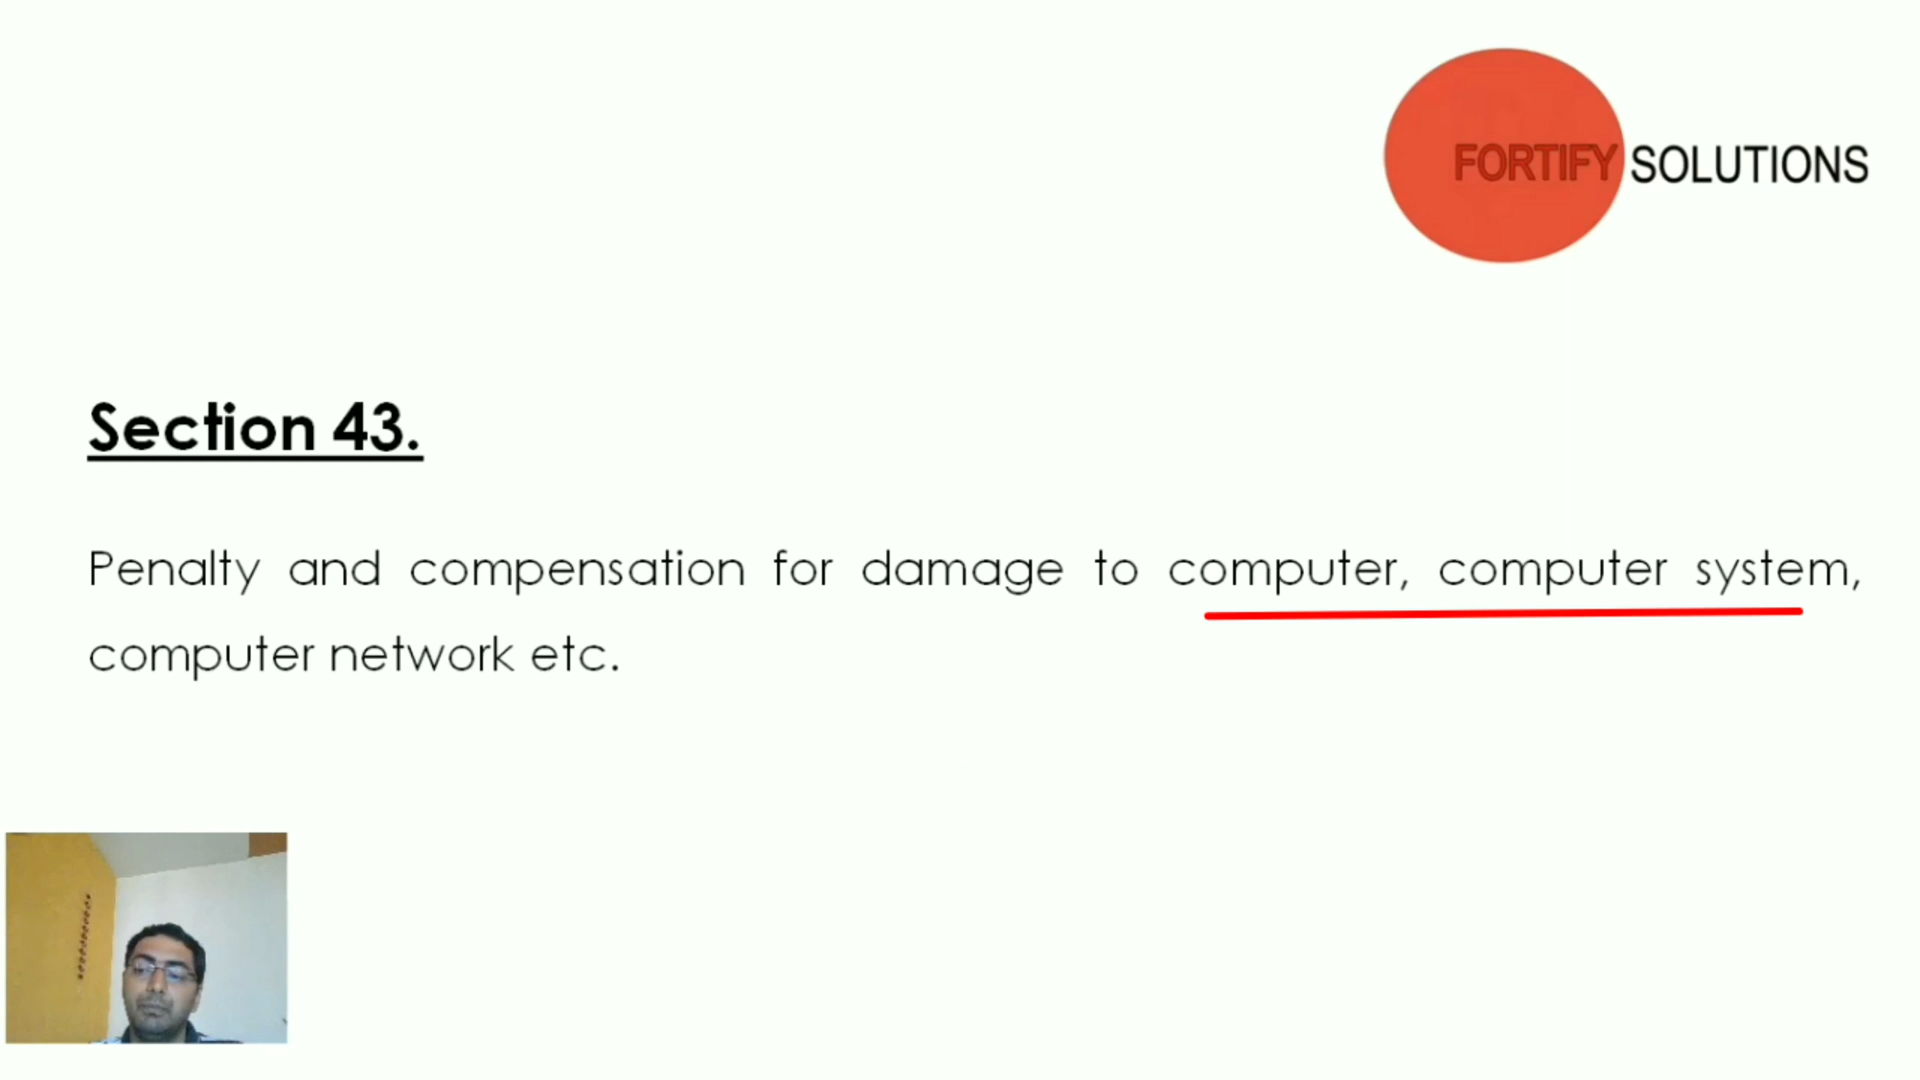 FORTIFY SOLUTIONS
Section 43.
Penalty and compensation for damage to computer, computer system,
computer network etc.